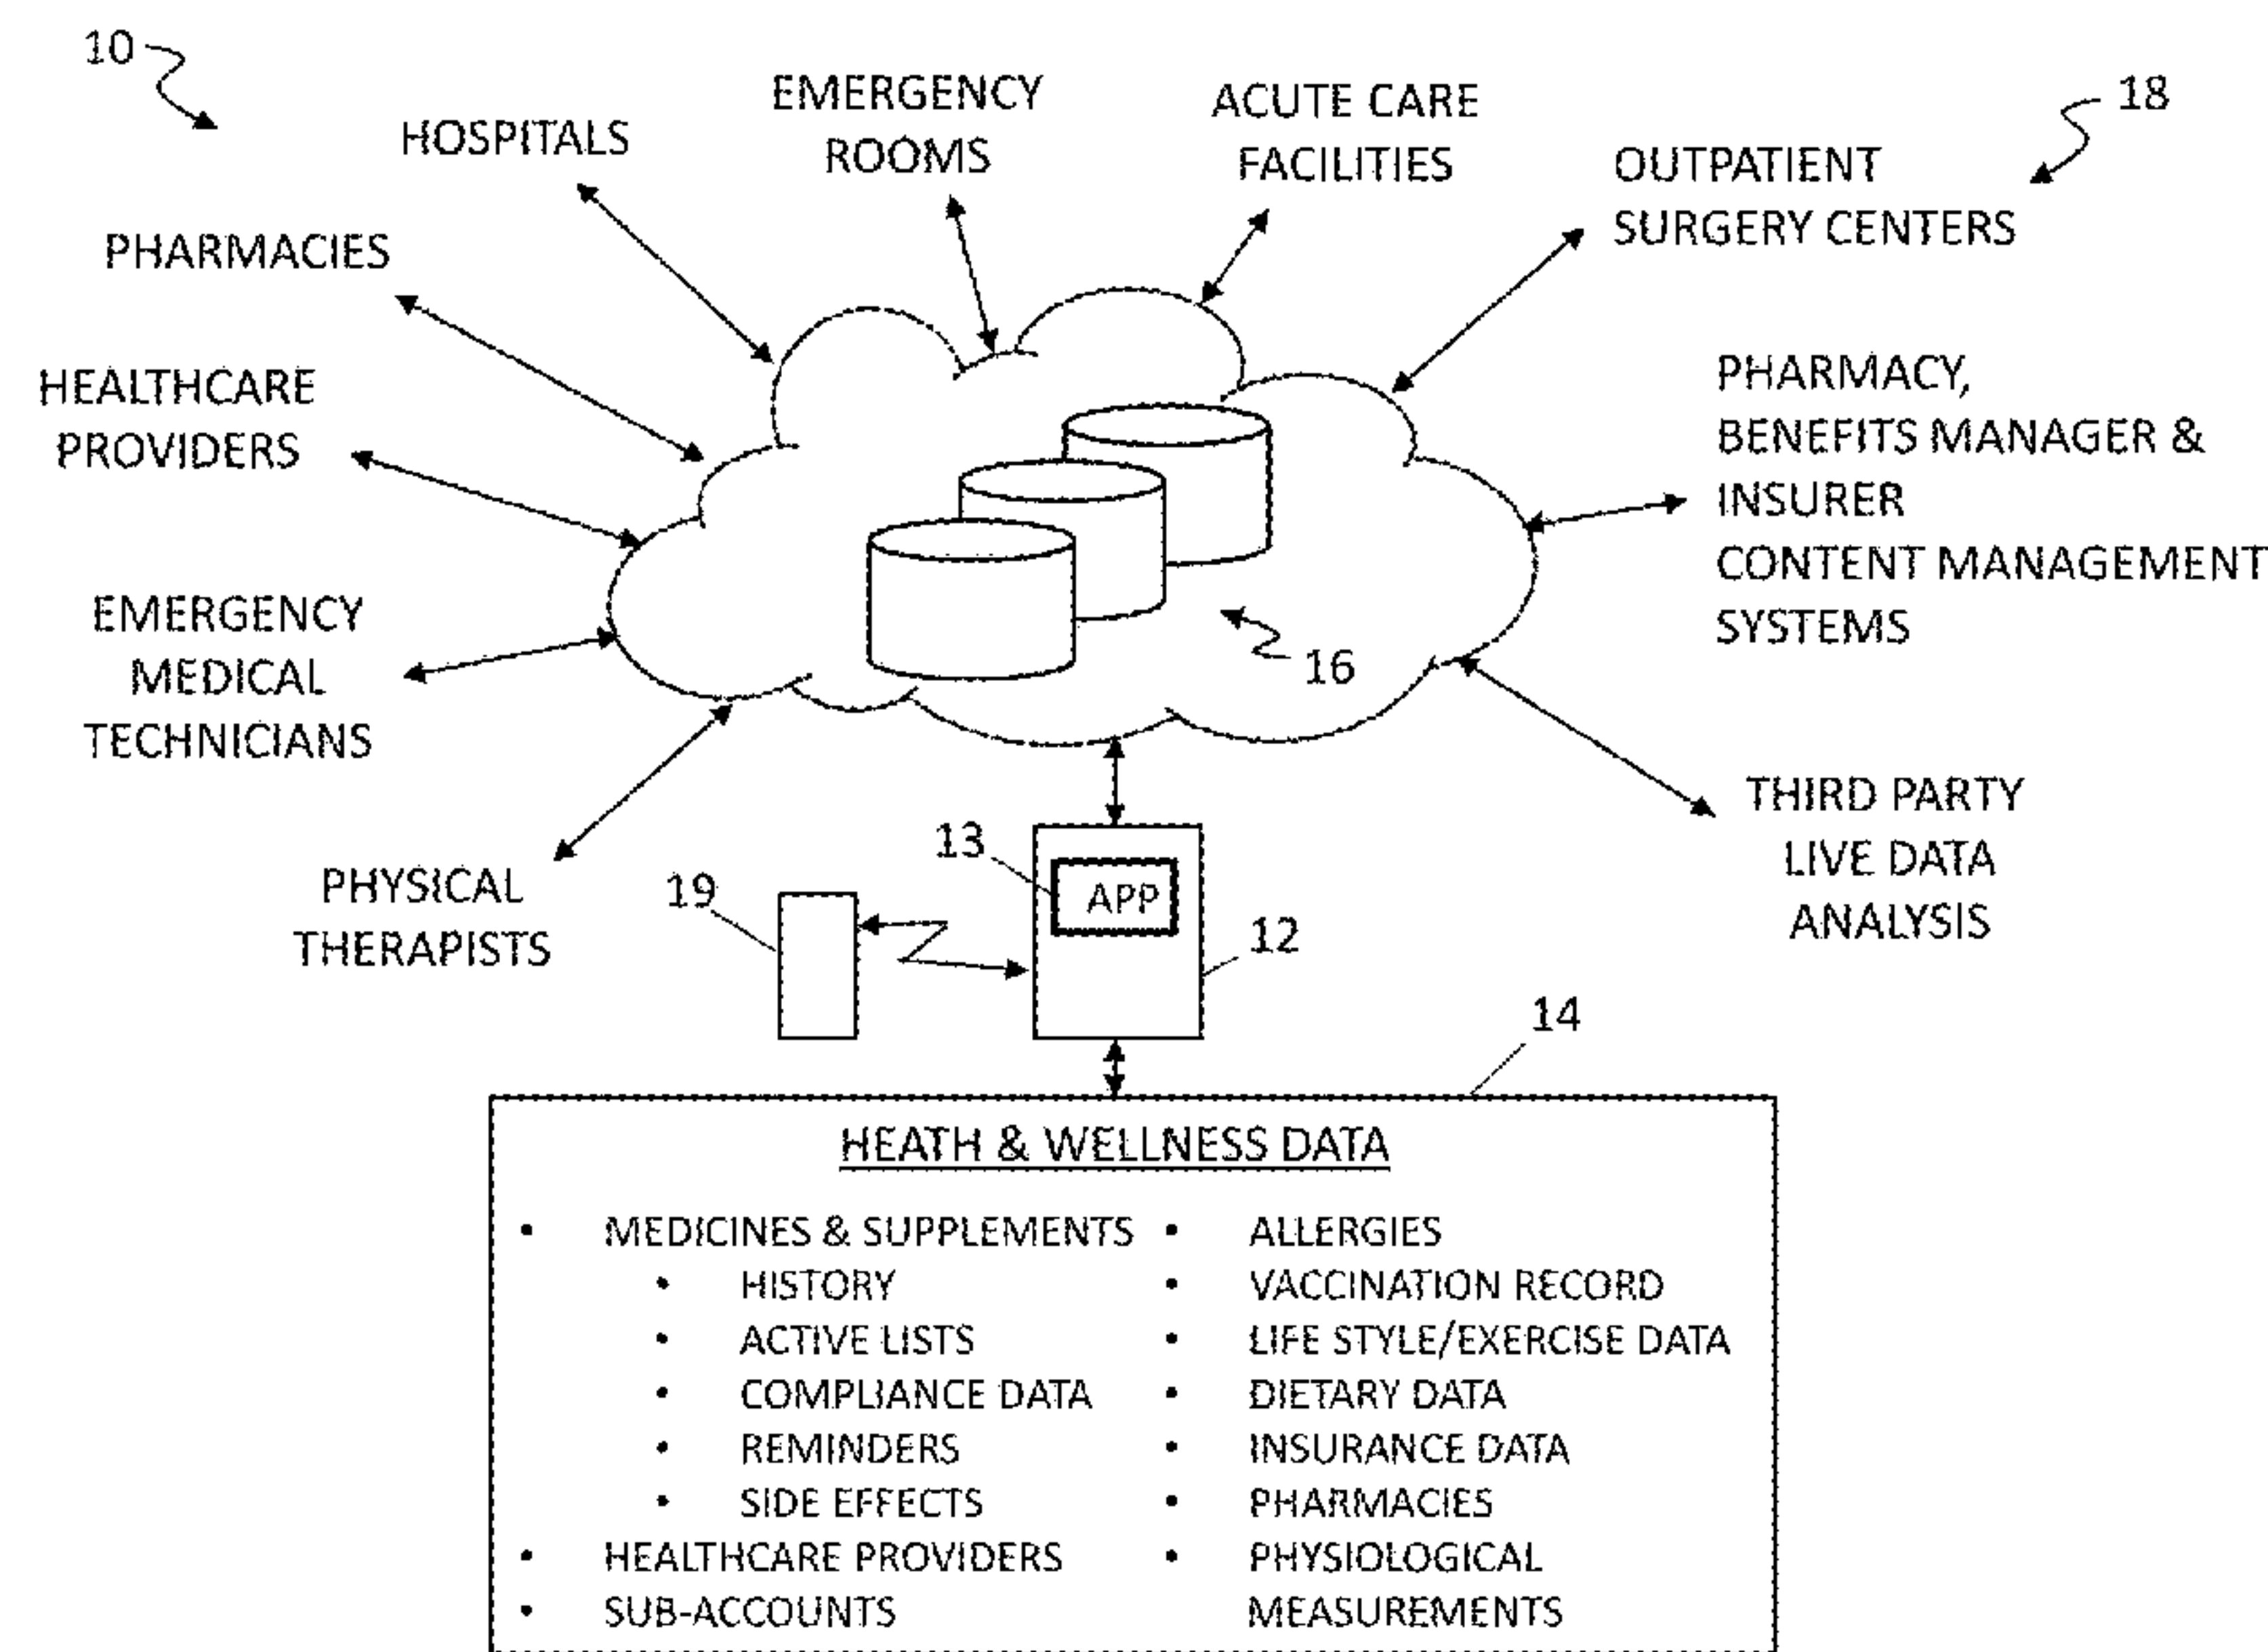 10
18
HOSPITALS
EMERGENCY
ROOMS
ACUTE CARE
FACILITIES
OUTPATIENT
SURGERY CENTERS
PHARMACIES
HEALTHCARE
PROVIDERS
PHARMACY,
BENEFITS MANAGER &
INSURER
CONTENT MANAGEMENT
SYSTEMS
EMERGENCY
MEDICAL
TECHNICIANS
16
PHYSICAL
THERAPISTS
THIRD PARTY
LIVE DATA
ANALYSIS
13
APP
19
12
14
HEATH & WELLNESS DATA
• MEDICINES & SUPPLEMENTS
• HISTORY
• ACTIVE LISTS
• COMPLIANCE DATA
• REMINDERS
• SIDE EFFECTS
• HEALTHCARE PROVIDERS
• SUB-ACCOUNTS
• ALLERGIES
• VACCINATION RECORD
• LIFE STYLE/EXERCISE DATA
• DIETARY DATA
• INSURANCE DATA
• PHARMACIES
• PHYSIOLOGICAL
MEASUREMENTS